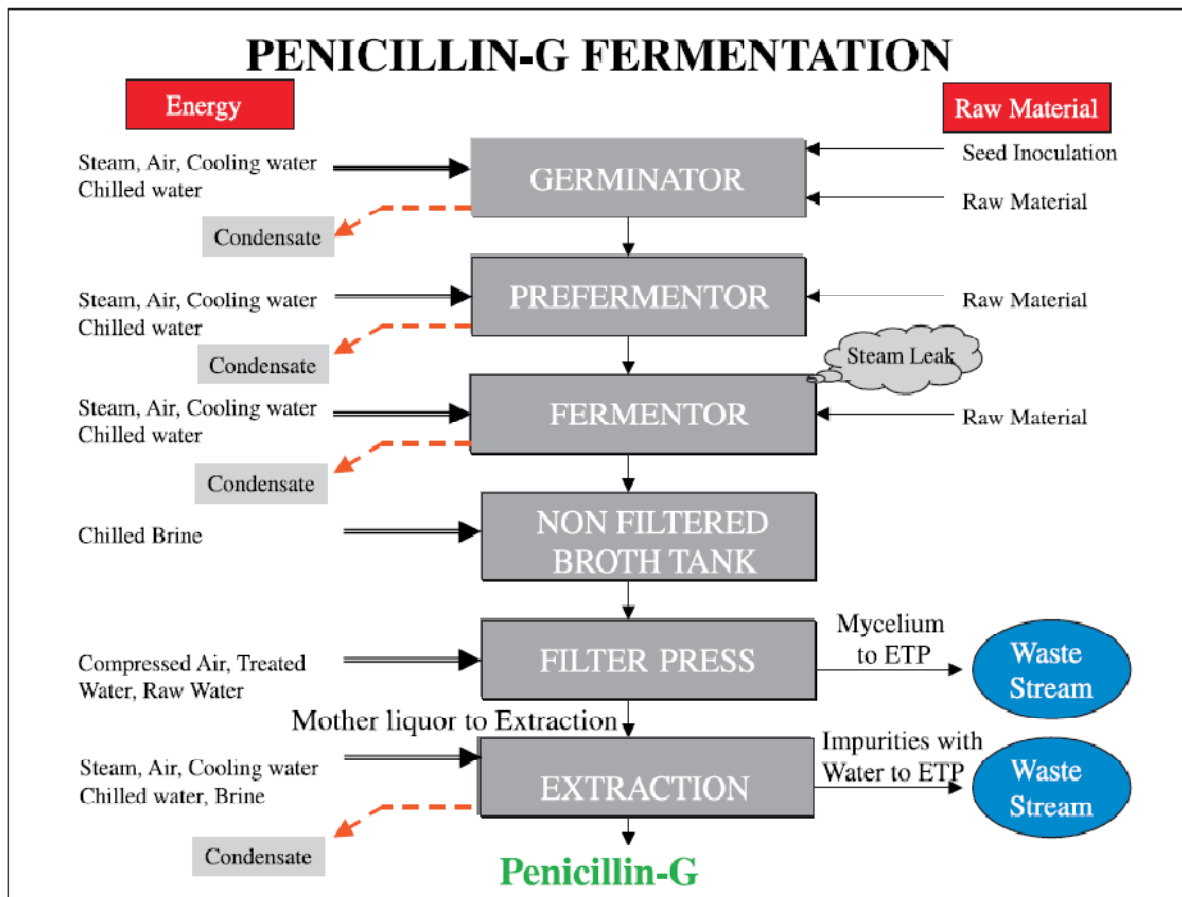 PENICILLIN-G FERMENTATION
Energy
Raw Material
Steam, Air, Cooling water
Chilled water
GERMINATOR
Seed Inoculation
Raw Material
Condensate
Steam, Air, Cooling water
Chilled water
PREFERMENTOR
Raw Material
Condensate
Steam Leak
Steam, Air, Cooling water
Chilled water
FERMENTOR
Raw Material
Condensate
Chilled Brine
NON FILTERED
BROTH TANK
Compressed Air, Treated
Water, Raw Water
FILTER PRESS
Mycelium
to ETP
Waste
Stream
Mother liquor to Extraction
Steam, Air, Cooling water
Chilled water, Brine
EXTRACTION
Impurities with
Water to ETP
Waste
Stream
Condensate
Penicillin-G